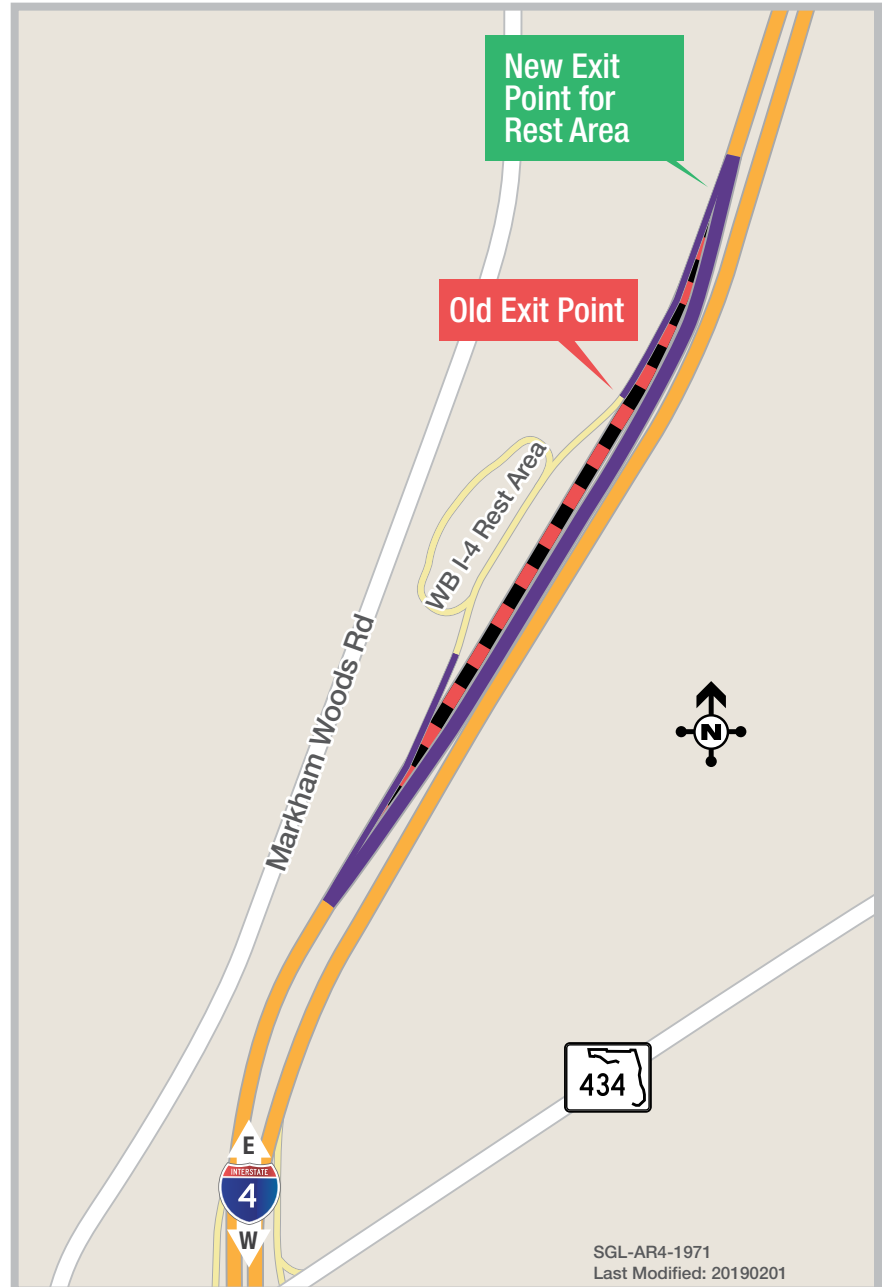 New Exit
Point for
Rest Area
Old Exit Point
WB I-4 Rest Area
Markham Woods Rd
N
434
E
INTERSTATE
4
W
SGL-AR4-1971
Last Modified: 20190201